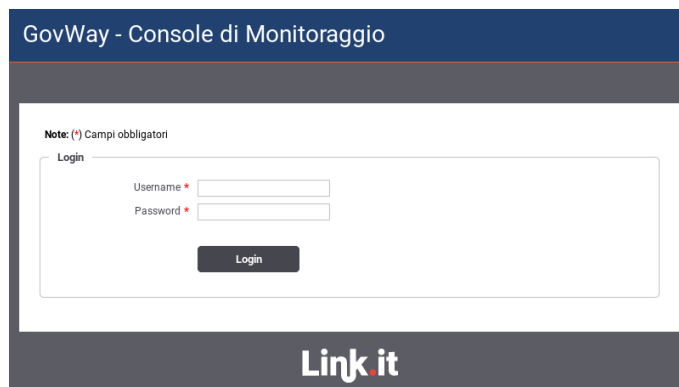 GovWay - Console di Monitoraggio
Note: (*) Campi obbligatori
Login
Username *
Password *
Login
Link.it